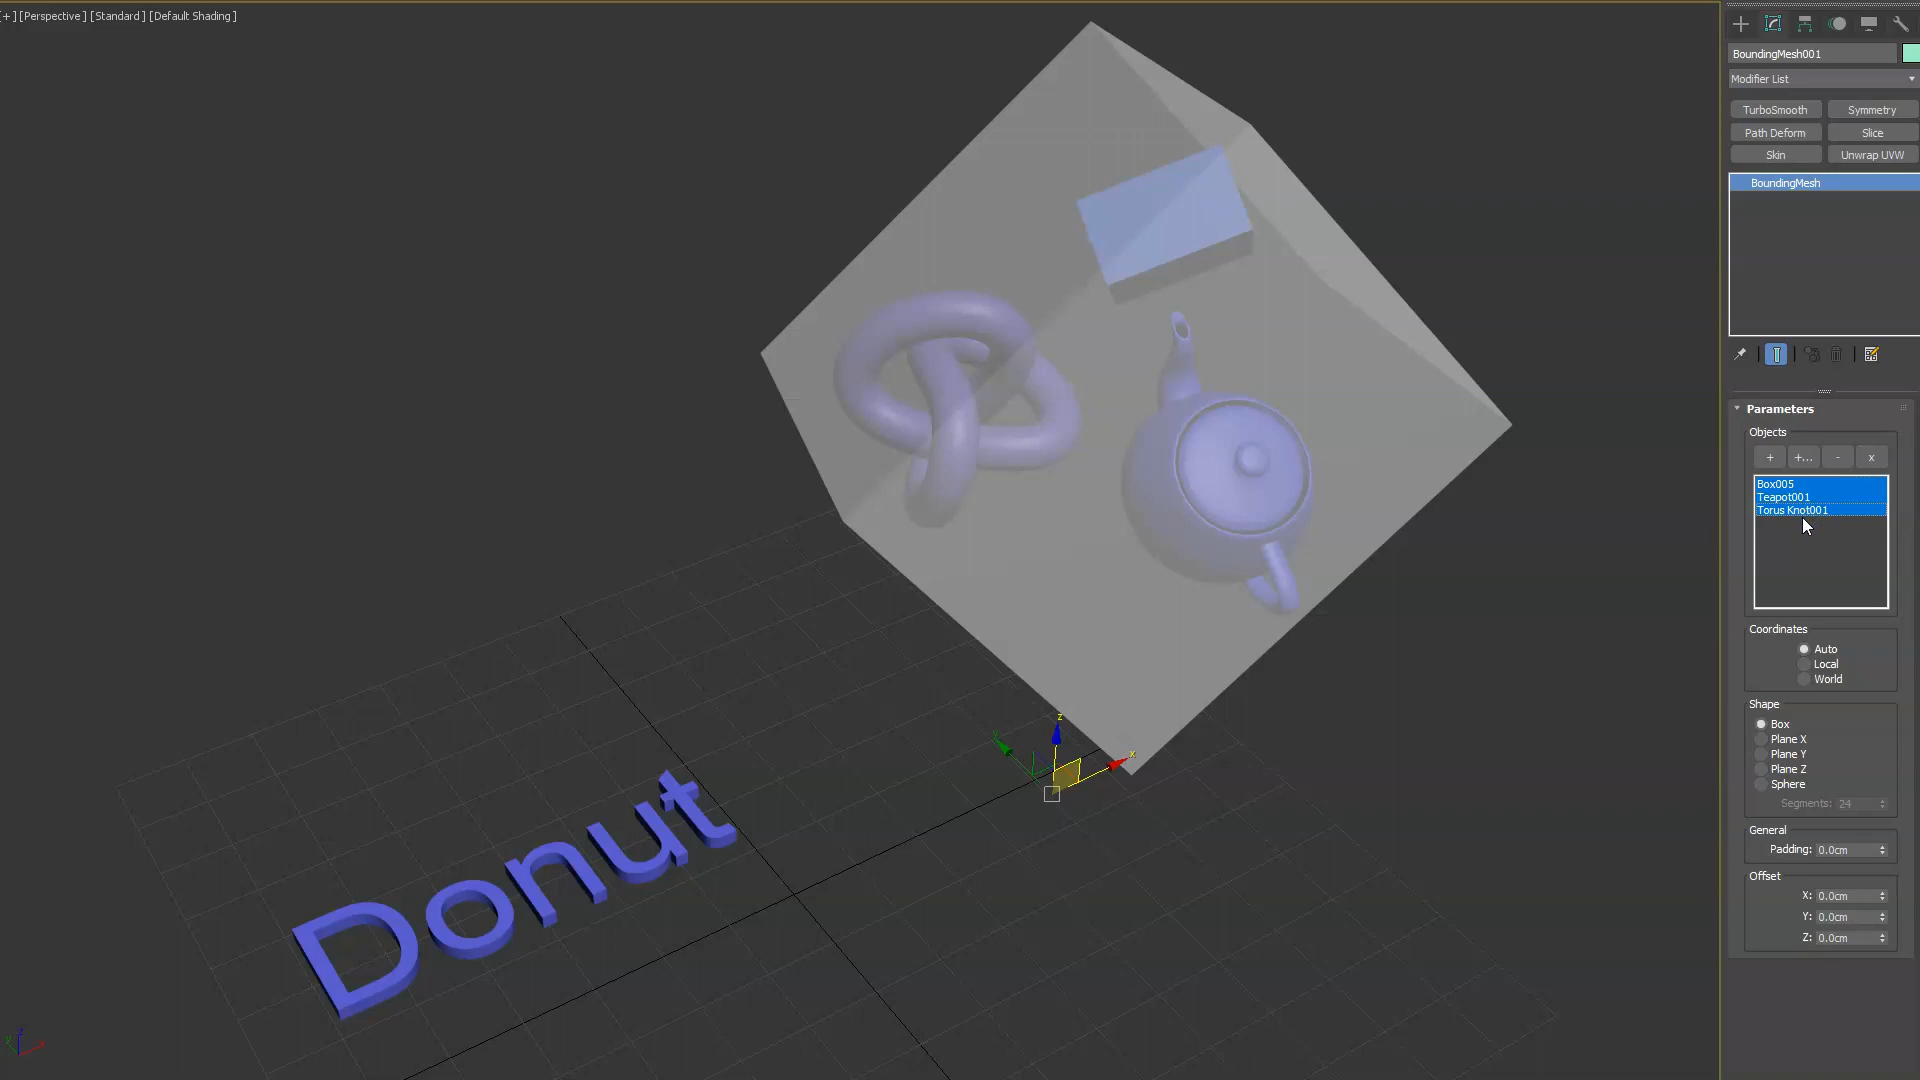 [+] [Perspective ] [Standard ] [Default Shading ]
BoundingMesh001
Modifier List
TurboSmooth
Symmetry
Path Deform
Slice
Skin
Unwrap UVW
BoundingMesh
Parameters
Objects
+
+...
-
x
Box005
Teapot001
Torus Knot001
Coordinates
Auto
Local
World
Shape
Box
Plane X
Plane Y
Plane Z
Sphere
Segments: 24
General
Padding: 0.0cm
Offset
X: 0.0cm
Y: 0.0cm
Z: 0.0cm
z
y
x
Donut
z
y
x